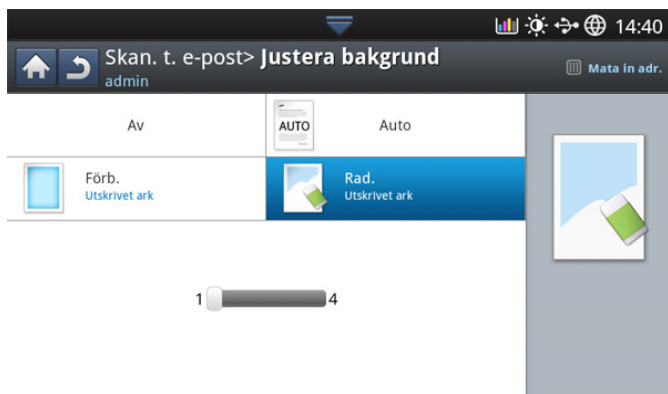 14:40
Skan. t. e-post> Justera bakgrund
admin
Mata in adr.
Av
AUTO
Auto
Förb.
Utskrivet ark
Rad.
Utskrivet ark
1
4